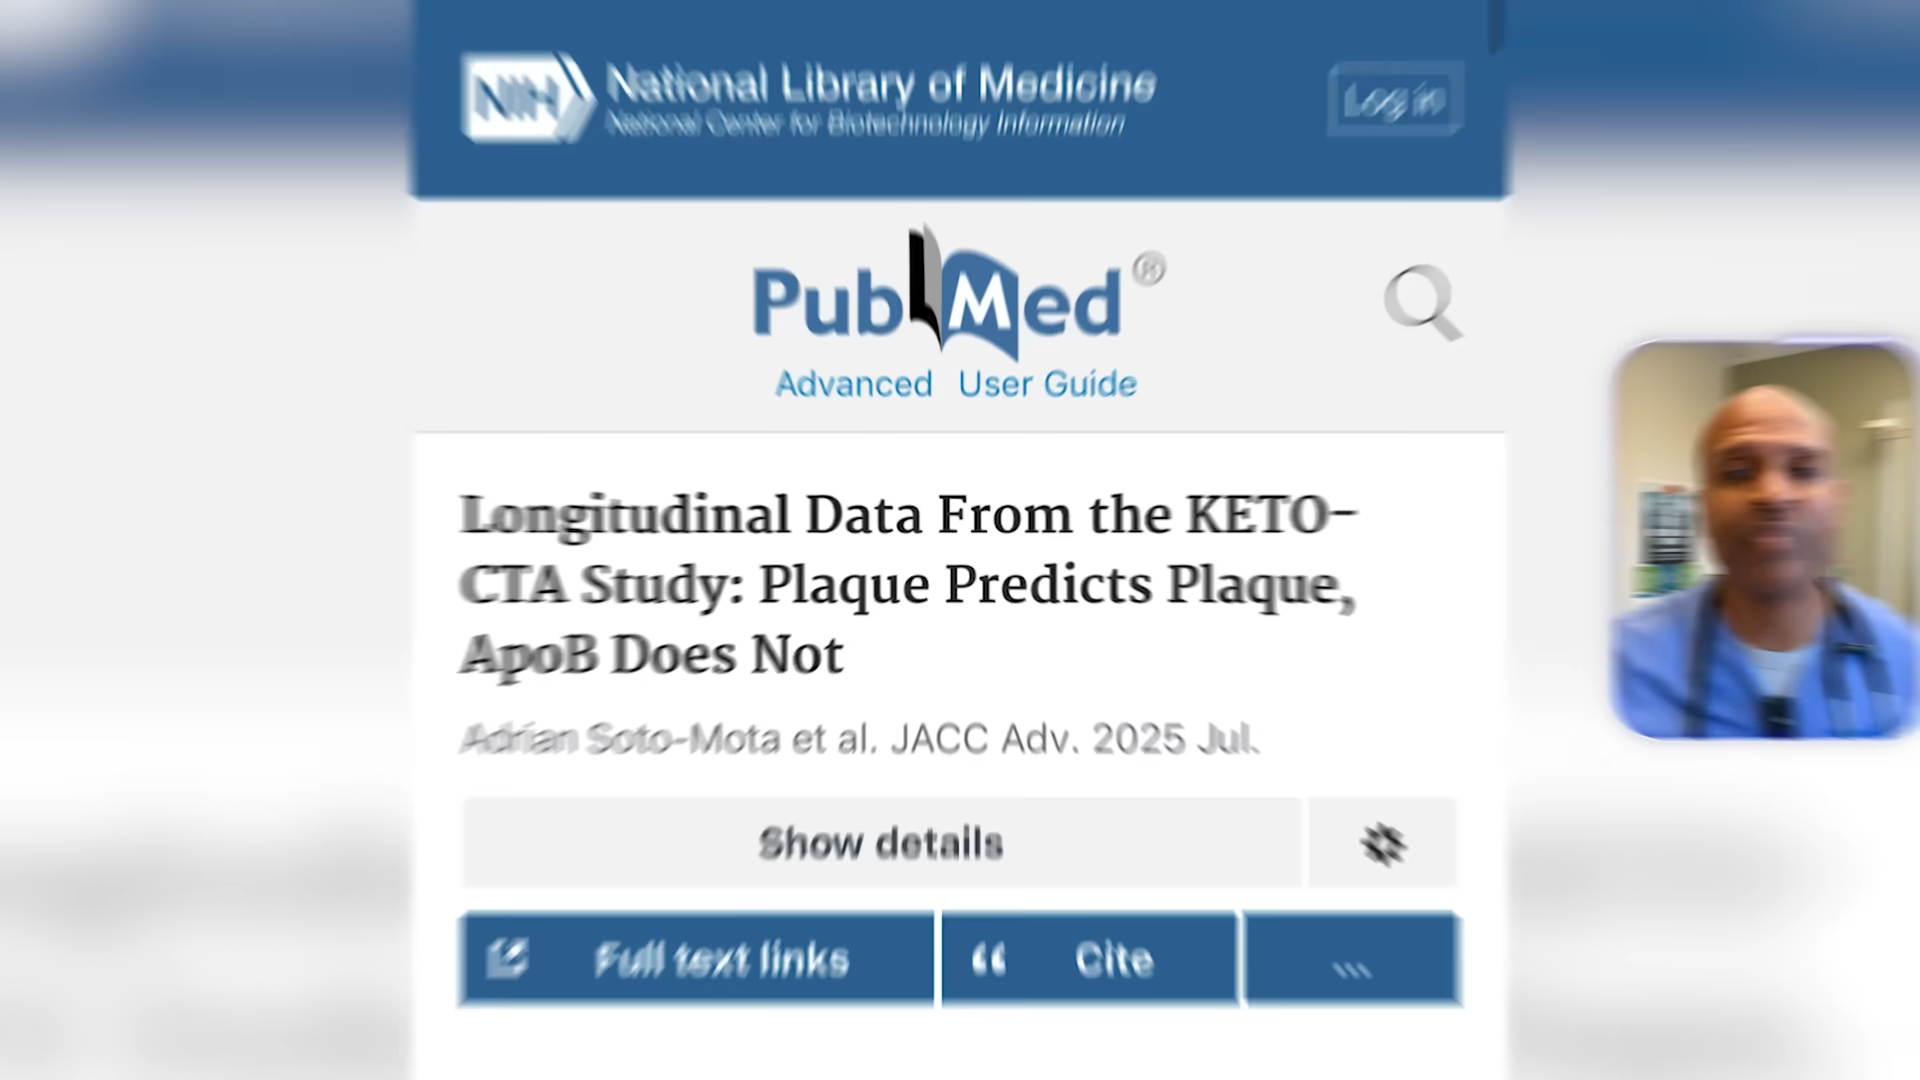 NIH National Library of Medicine
National Center for Biotechnology Information
Log in
PubMed®
Advanced User Guide
Longitudinal Data From the KETO-
CTA Study: Plaque Predicts Plaque,
ApoB Does Not
Adrian Soto-Mota et al. JACC Adv. 2025 Jul.
Show details
Full text links
Cite
...